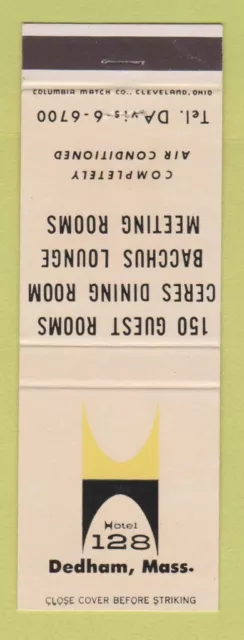 COLUMBIA MATCH CO., CLEVELAND, OHIO
150 GUEST ROOMS
CERES DINING ROOM
BACCHUS LOUNGE
MEETING ROOMS
COMPLETELY
AIR CONDITIONED
Tel. DAvis-6-6700
Hotel
128
Dedham, Mass.
CLOSE COVER BEFORE STRIKING